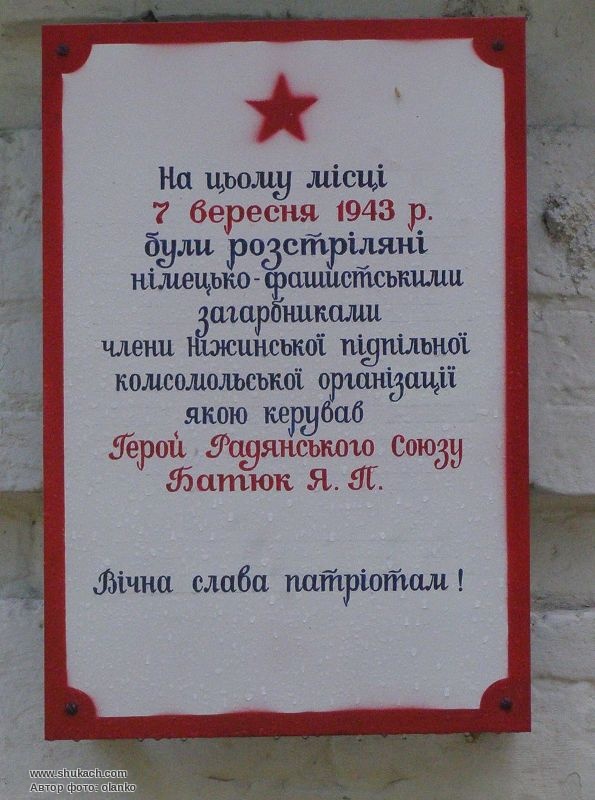 На цьому місці
7 вересня 1943 р.
були розстріляні
німецько-фашистськими
загарбниками
члени Ніжинської підпільної
комсомольської організації
якою керував
Герой Радянського Союзу
Батюк Я. П.
Вічна слава патріотам!
www.shukach.com
Автор фото: olanko